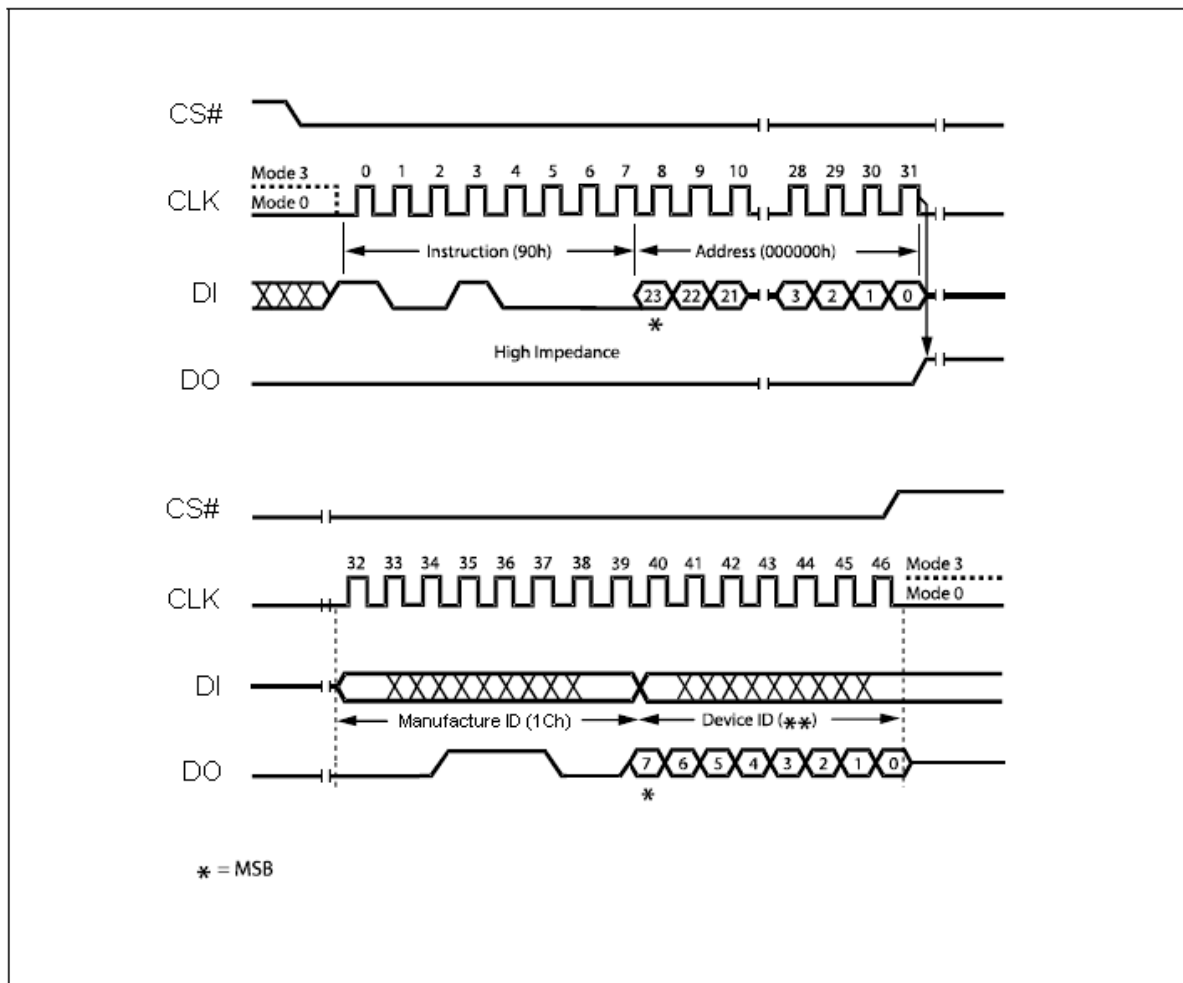 CS#
Mode 3
0 1 2 3 4 5 6 7 8 9 10 28 29 30 31
CLK
Mode 0
Instruction (90h) Address (000000h)
DI 23 22 21 3 2 1 0
*
High Impedance
DO
CS#
32 33 34 35 36 37 38 39 40 41 42 43 44 45 46
Mode 3
CLK
Mode 0
DI
Manufacture ID (1Ch) Device ID (**)
DO 7 6 5 4 3 2 1 0
*
* = MSB